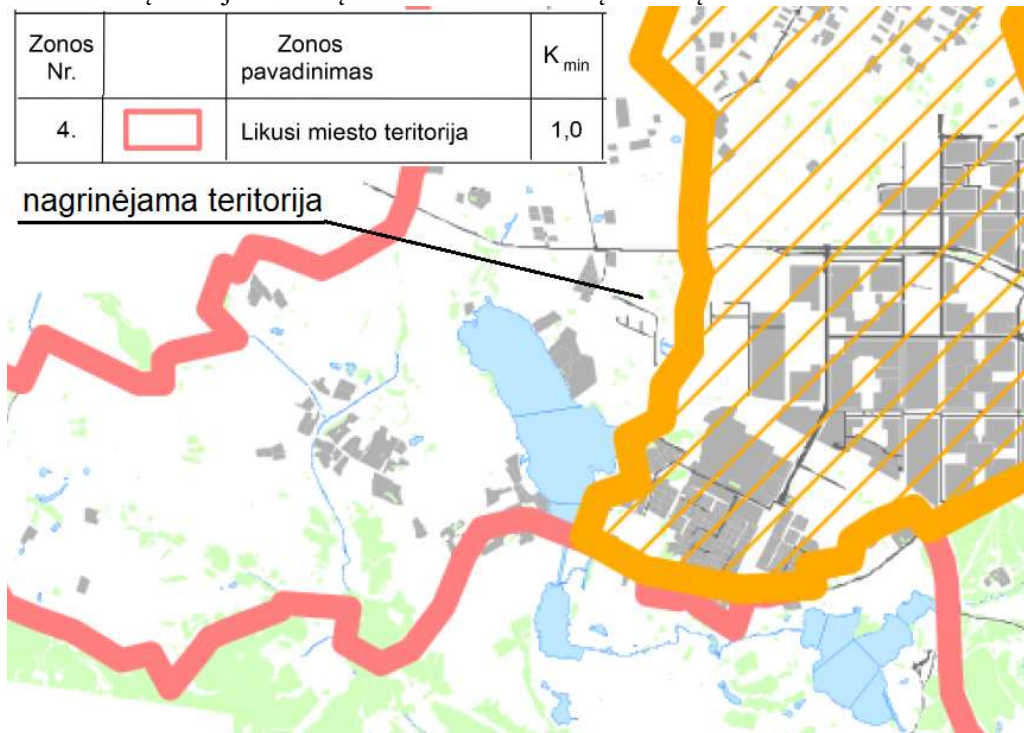 Zonos
Nr.
Zonos
pavadinimas
K min
4.
Likusi miesto teritorija
1,0
nagrinėjama teritorija